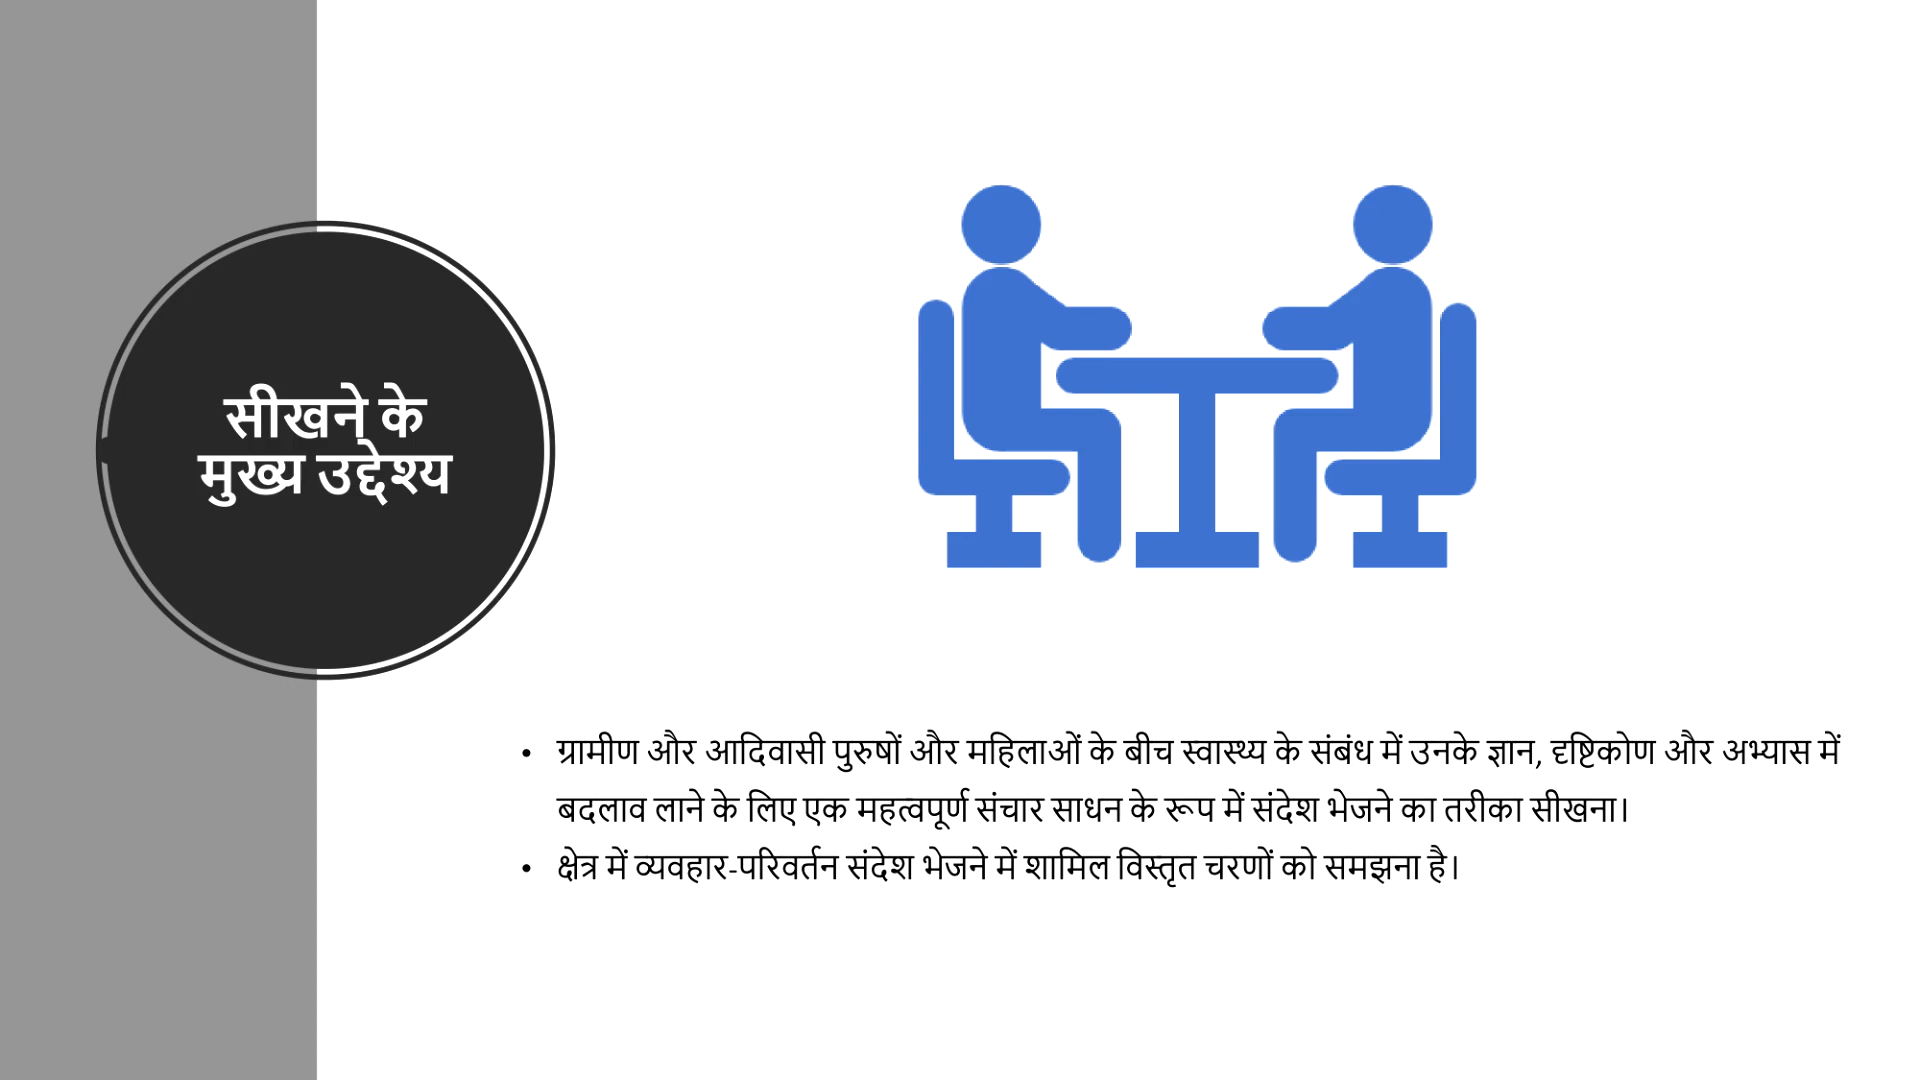 सीखने के
मुख्य उद्देश्य
• ग्रामीण और आदिवासी पुरुषों और महिलाओं के बीच स्वास्थ्य के संबंध में उनके ज्ञान, दृष्टिकोण और अभ्यास में
बदलाव लाने के लिए एक महत्वपूर्ण संचार साधन के रूप में संदेश भेजने का तरीका सीखना।
• क्षेत्र में व्यवहार-परिवर्तन संदेश भेजने में शामिल विस्तृत चरणों को समझना है।